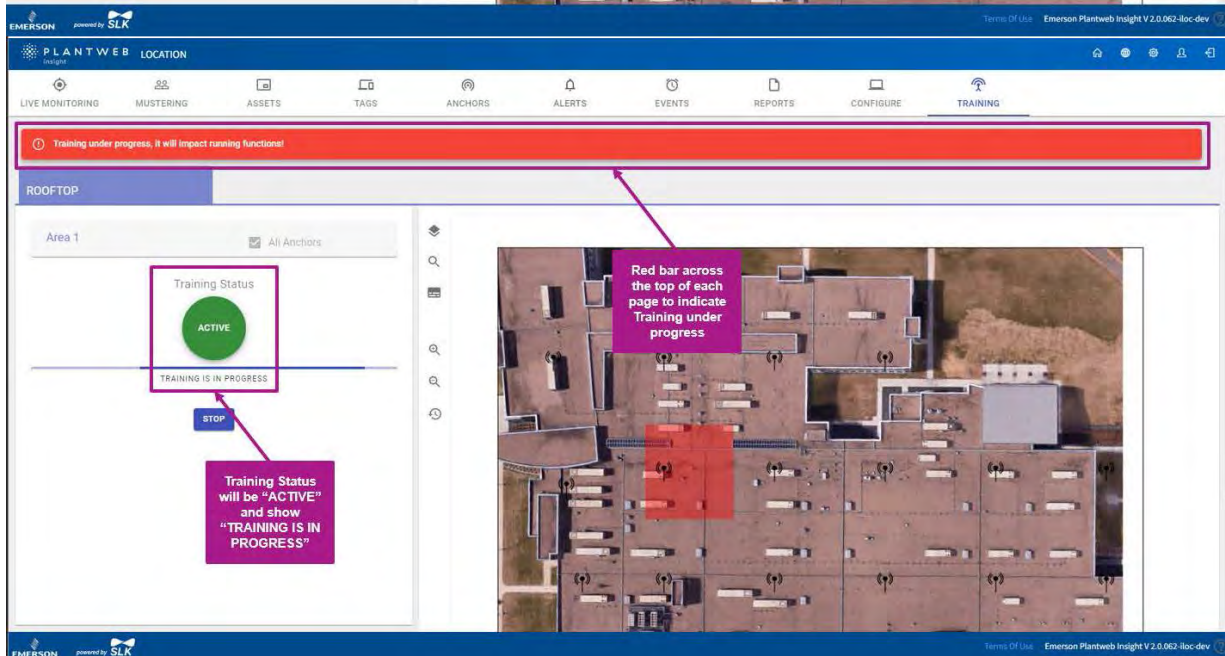 EMERSON powered by SLK
Terms Of Use Emerson Plantweb Insight V 2.0.062-iloc-dev
PLANTWEB LOCATION
Insight
LIVE MONITORING MUSTERING ASSETS TAGS ANCHORS ALERTS EVENTS REPORTS CONFIGURE TRAINING
Training under progress, it will impact running functions!
ROOFTOP
Area 1 All Anchors
Training Status
ACTIVE
TRAINING IS IN PROGRESS
STOP
Training Status
will be “ACTIVE”
and show
“TRAINING IS IN
PROGRESS”
Red bar across
the top of each
page to indicate
Training under
progress
EMERSON powered by SLK
Terms Of Use Emerson Plantweb Insight V 2.0.062-iloc-dev